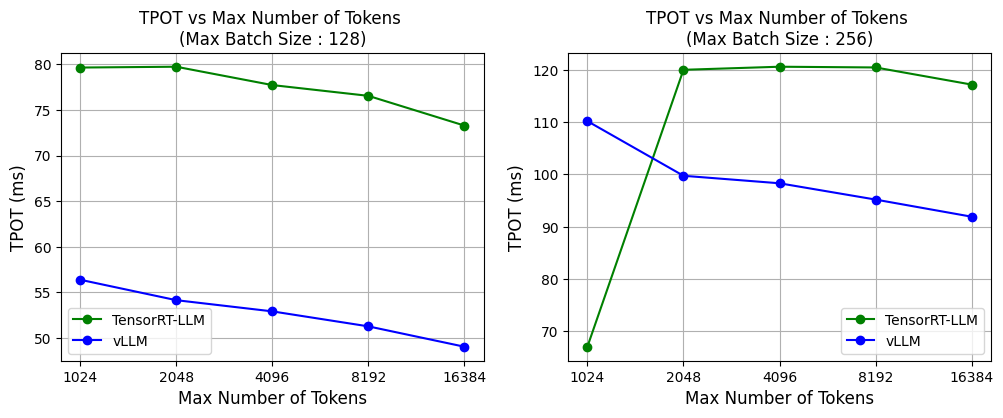 TPOT vs Max Number of Tokens
(Max Batch Size : 128)
80
75
70
65
60
55
50
TPOT (ms)
TensorRT-LLM
vLLM
1024 2048 4096 8192 16384
Max Number of Tokens
TPOT vs Max Number of Tokens
(Max Batch Size : 256)
120
110
100
90
80
70
TPOT (ms)
TensorRT-LLM
vLLM
1024 2048 4096 8192 16384
Max Number of Tokens